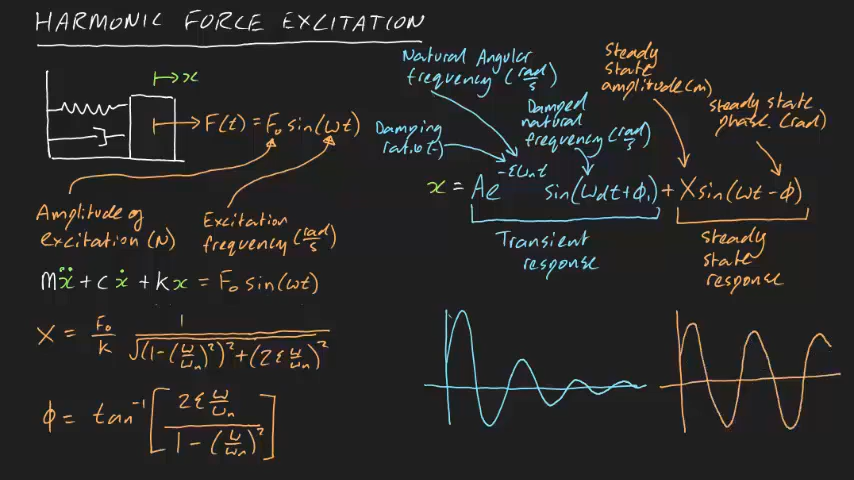 HARMONIC FORCE EXCITATION
x
F(t) = F₀ sin(ωt)
Amplitude of
excitation (N)
Excitation
frequency (rad/s)
mẍ + cẋ + kx = F₀ sin(ωt)
X = F₀/k 1/√((1-(ω/ωn)²)² + (2ξ ω/ωn)²)
ϕ = tan⁻¹[2ξ ω/ωn / 1 - (ω/ωn)²]
Natural Angular
frequency (rad/s)
Damping
ratio (-)
Damped
natural
frequency (rad/s)
Steady
state
amplitude (m)
steady state
phase. (rad)
x = Ae^-ξωnt sin(ωdt + ϕ₁) + X sin(ωt - ϕ)
Transient
response
Steady
State
response